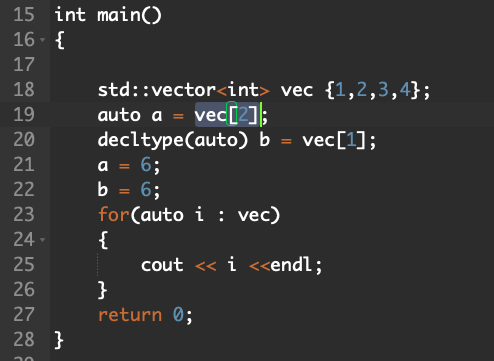 15 int main()
16 {
17
18     std::vector<int> vec {1,2,3,4};
19     auto a = vec[2];
20     decltype(auto) b = vec[1];
21     a = 6;
22     b = 6;
23     for(auto i : vec)
24     {
25         cout << i <<endl;
26     }
27     return 0;
28 }